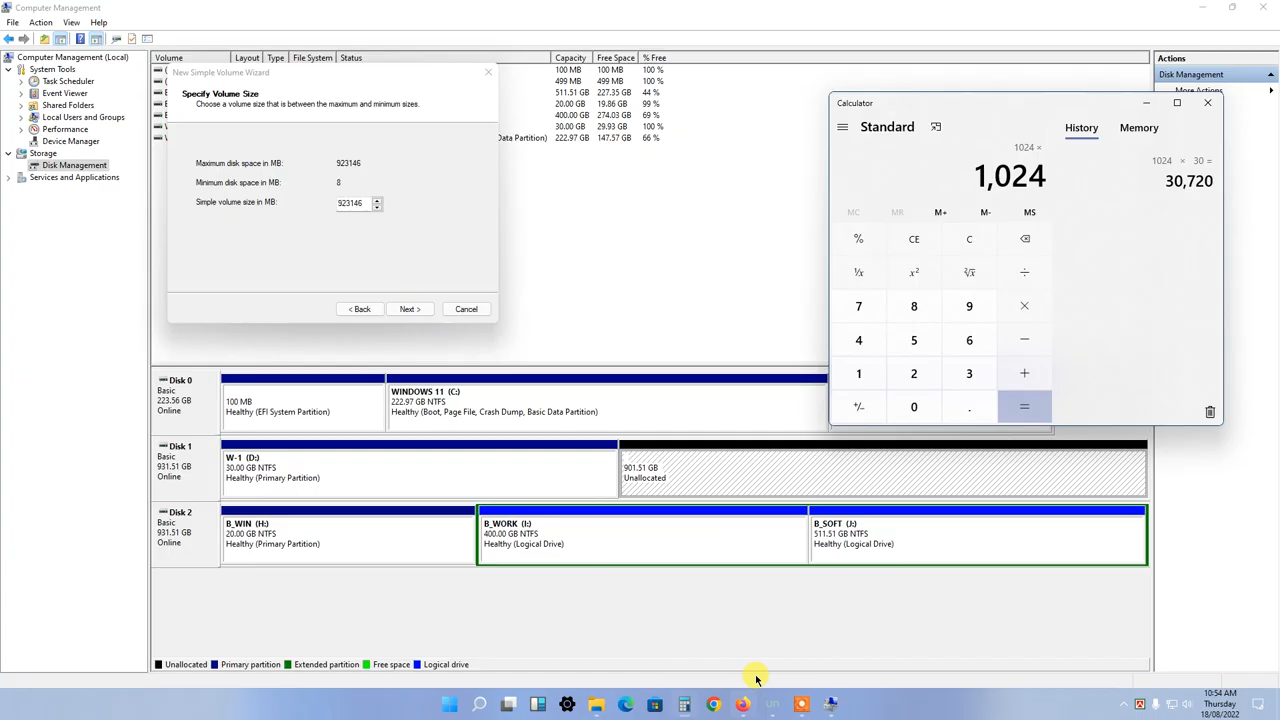 Computer Management
File Action View Help
Computer Management (Local)
System Tools
Task Scheduler
Event Viewer
Shared Folders
Local Users and Groups
Performance
Device Manager
Storage
Disk Management
Services and Applications
Volume Layout Type File System Status Capacity Free Space % Free
100 MB 100 MB 100 %
499 MB 499 MB 100 %
511.51 GB 227.35 GB 44 %
20.00 GB 19.86 GB 99 %
400.00 GB 274.03 GB 69 %
30.00 GB 29.93 GB 100 %
Data Partition) 222.97 GB 147.57 GB 66 %
New Simple Volume Wizard
Specify Volume Size
Choose a volume size that is between the maximum and minimum sizes.
Maximum disk space in MB: 923146
Minimum disk space in MB: 8
Simple volume size in MB: 923146
< Back Next > Cancel
Actions
Disk Management
More Actions
Calculator
Standard
History Memory
1024 ×
1,024
1024 × 30 =
30,720
MC MR M+ M- MS
% CE C
¹/x x² ²√x ÷
7 8 9 ×
4 5 6 −
1 2 3 +
+/− 0 . =
Disk 0
Basic
223.56 GB
Online
100 MB
Healthy (EFI System Partition)
WINDOWS 11 (C:)
222.97 GB NTFS
Healthy (Boot, Page File, Crash Dump, Basic Data Partition)
Disk 1
Basic
931.51 GB
Online
W-1 (D:)
30.00 GB NTFS
Healthy (Primary Partition)
901.51 GB
Unallocated
Disk 2
Basic
931.51 GB
Online
B_WIN (H:)
20.00 GB NTFS
Healthy (Primary Partition)
B_WORK (I:)
400.00 GB NTFS
Healthy (Logical Drive)
B_SOFT (J:)
511.51 GB NTFS
Healthy (Logical Drive)
Unallocated Primary partition Extended partition Free space Logical drive
10:54 AM
Thursday
18/08/2022